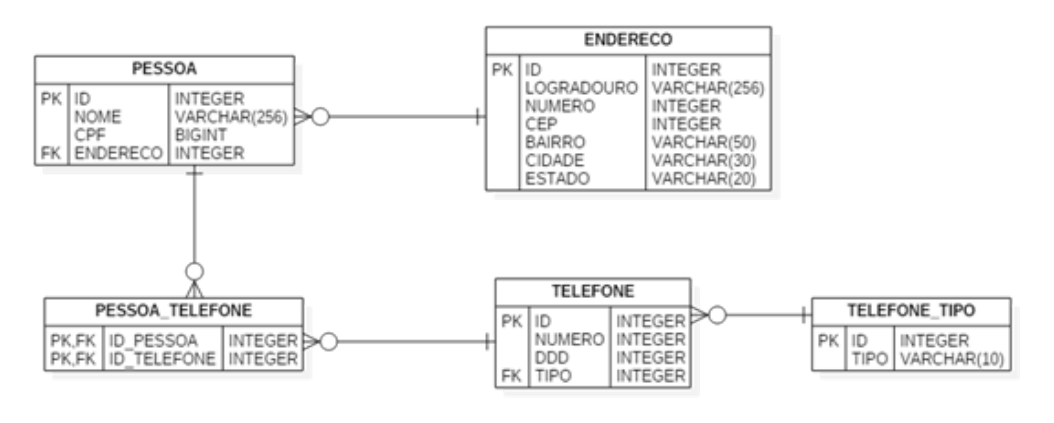 PESSOA
PK ID INTEGER
NOME VARCHAR(256)
CPF BIGINT
FK ENDERECO INTEGER
ENDERECO
PK ID INTEGER
LOGRADOURO VARCHAR(256)
NUMERO INTEGER
CEP INTEGER
BAIRRO VARCHAR(50)
CIDADE VARCHAR(30)
ESTADO VARCHAR(20)
PESSOA_TELEFONE
PK,FK ID_PESSOA INTEGER
PK,FK ID_TELEFONE INTEGER
TELEFONE
PK ID INTEGER
NUMERO INTEGER
DDD INTEGER
FK TIPO INTEGER
TELEFONE_TIPO
PK ID INTEGER
TIPO VARCHAR(10)